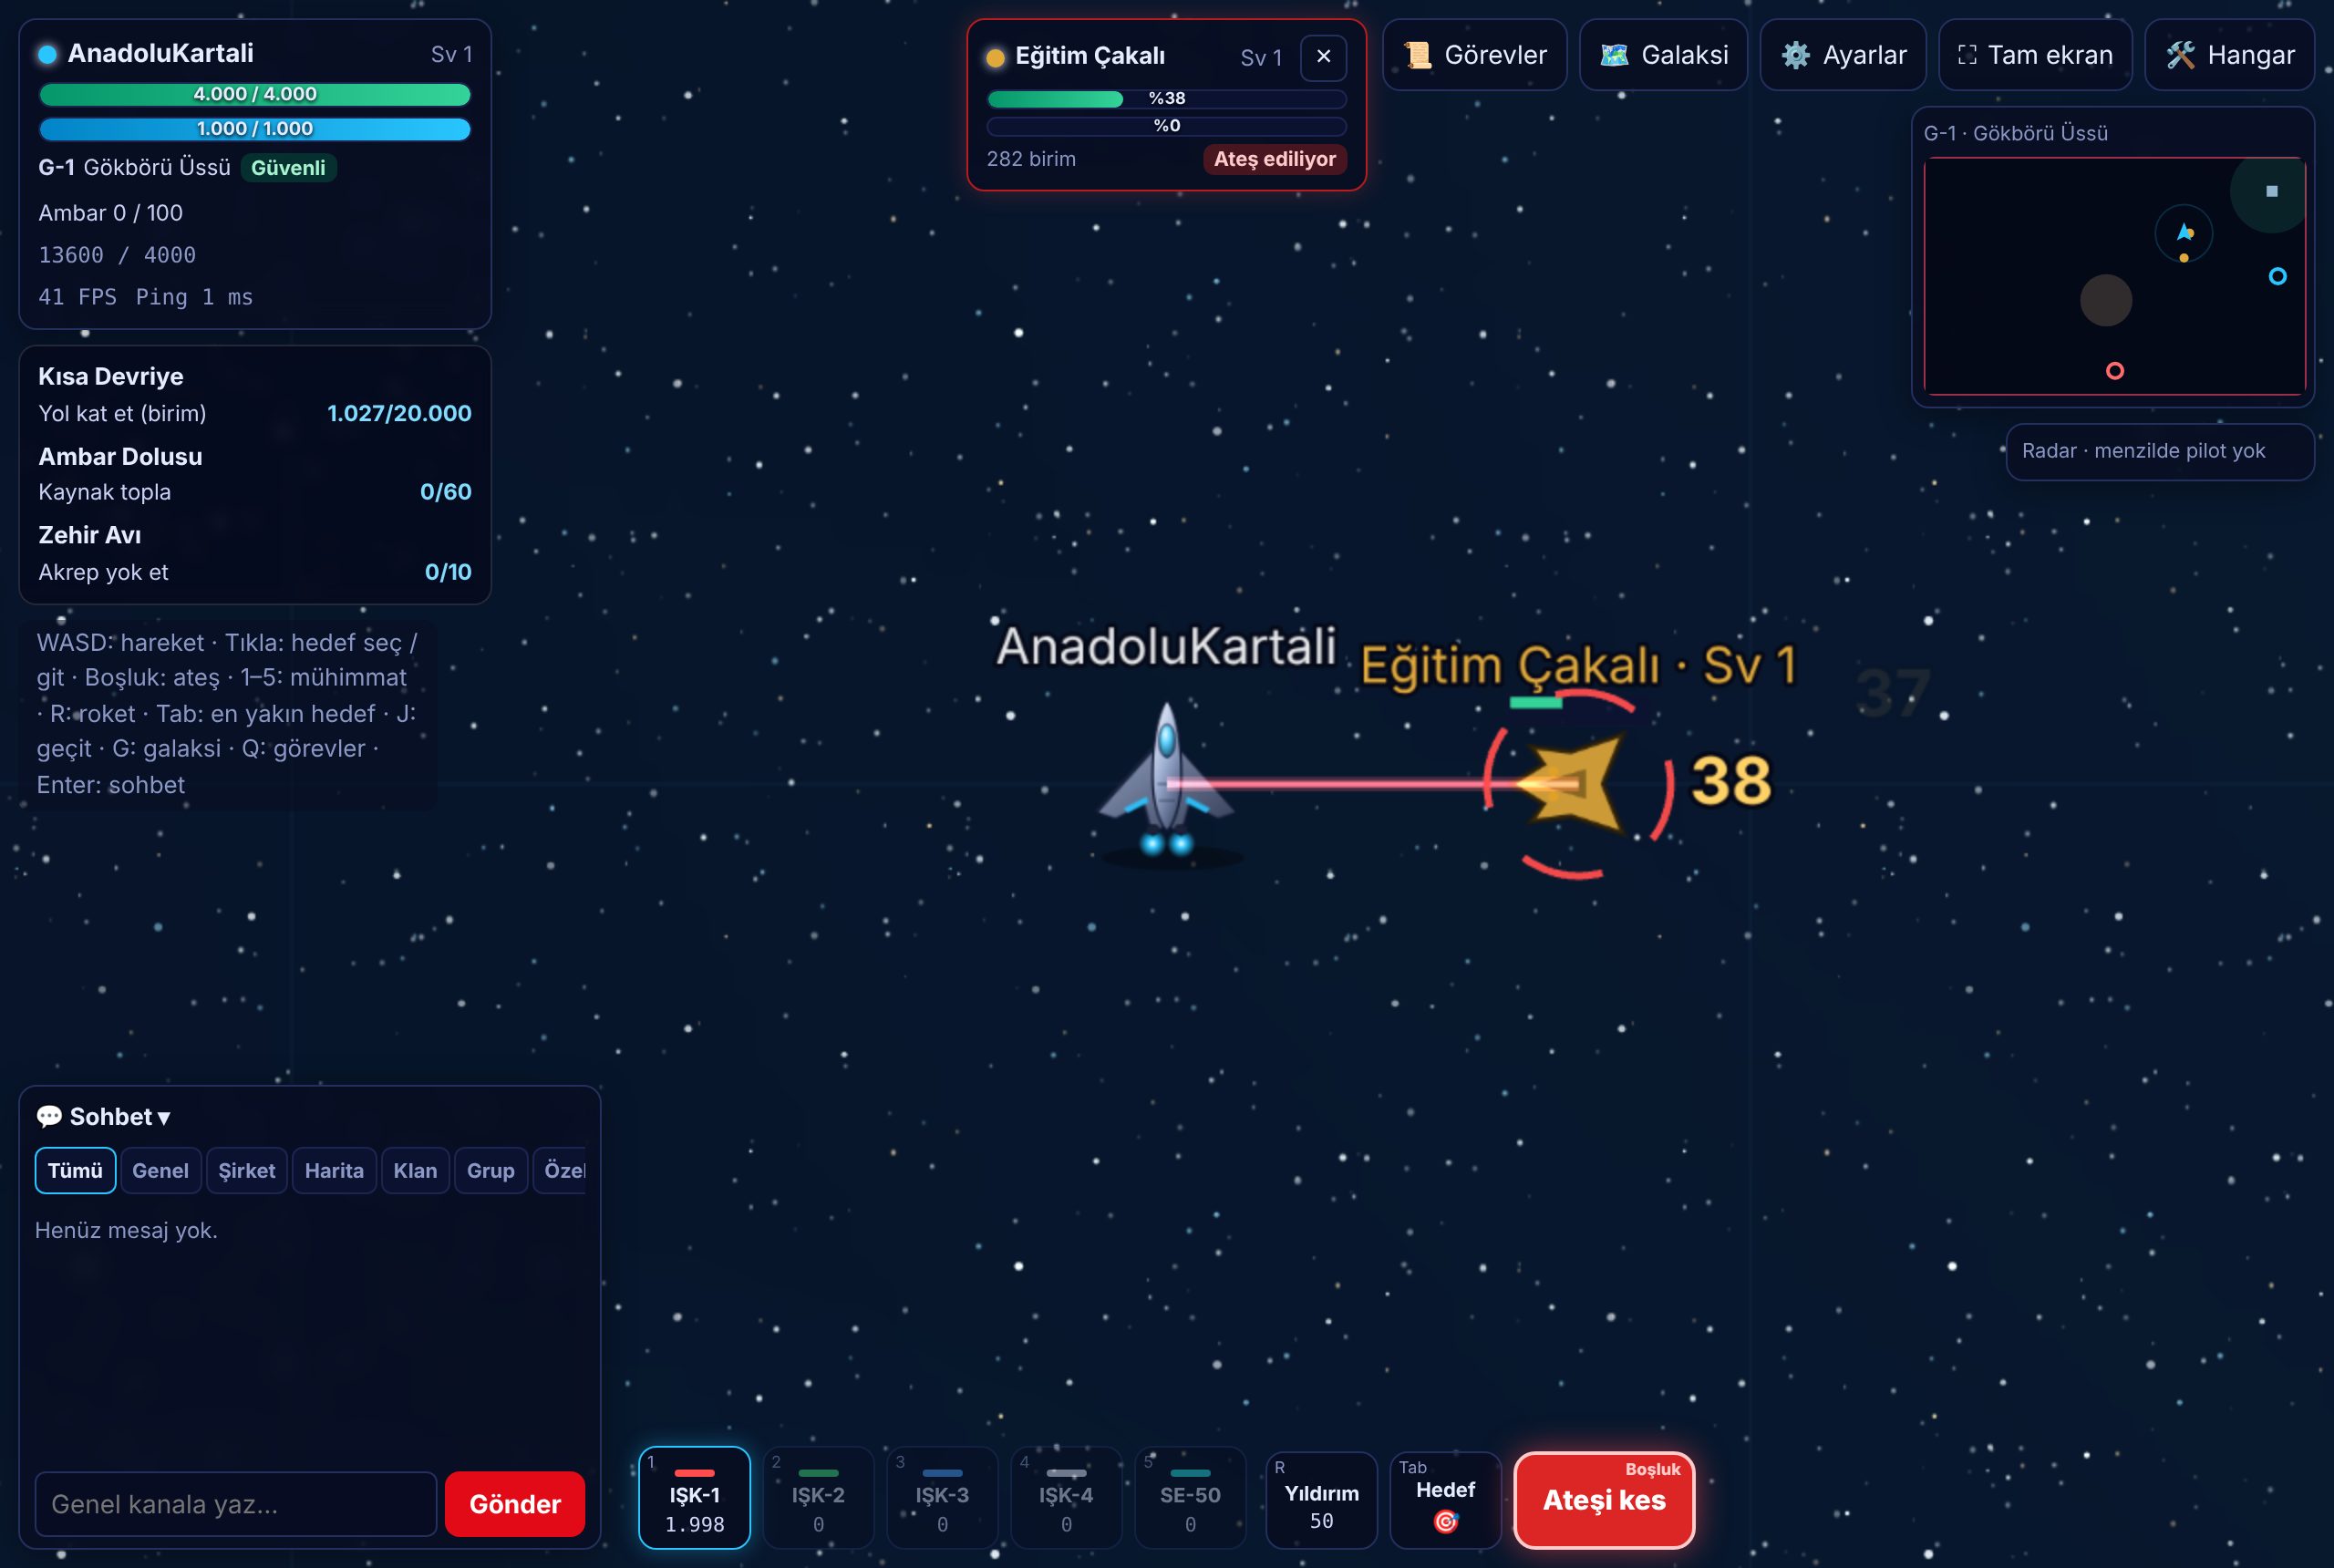 AnadoluKartali Sv 1
4.000 / 4.000
1.000 / 1.000
G-1 Gökbörü Üssü Güvenli
Ambar 0 / 100
13600 / 4000
41 FPS Ping 1 ms
Kısa Devriye
Yol kat et (birim) 1.027/20.000
Ambar Dolusu
Kaynak topla 0/60
Zehir Avı
Akrep yok et 0/10
WASD: hareket · Tıkla: hedef seç /
git · Boşluk: ateş · 1–5: mühimmat
· R: roket · Tab: en yakın hedef · J:
geçit · G: galaksi · Q: görevler ·
Enter: sohbet
Eğitim Çakalı Sv 1 ✕
%38
%0
282 birim Ateş ediliyor
Görevler
Galaksi
Ayarlar
Tam ekran
Hangar
G-1 · Gökbörü Üssü
Radar · menzilde pilot yok
AnadoluKartali
Eğitim Çakalı · Sv 1
37
38
Sohbet ▾
Tümü Genel Şirket Harita Klan Grup Özel
Henüz mesaj yok.
Genel kanala yaz...
Gönder
1 IŞK-1 1.998
2 IŞK-2 0
3 IŞK-3 0
4 IŞK-4 0
5 SE-50 0
R Yıldırım 50
Tab Hedef
Boşluk
Ateşi kes